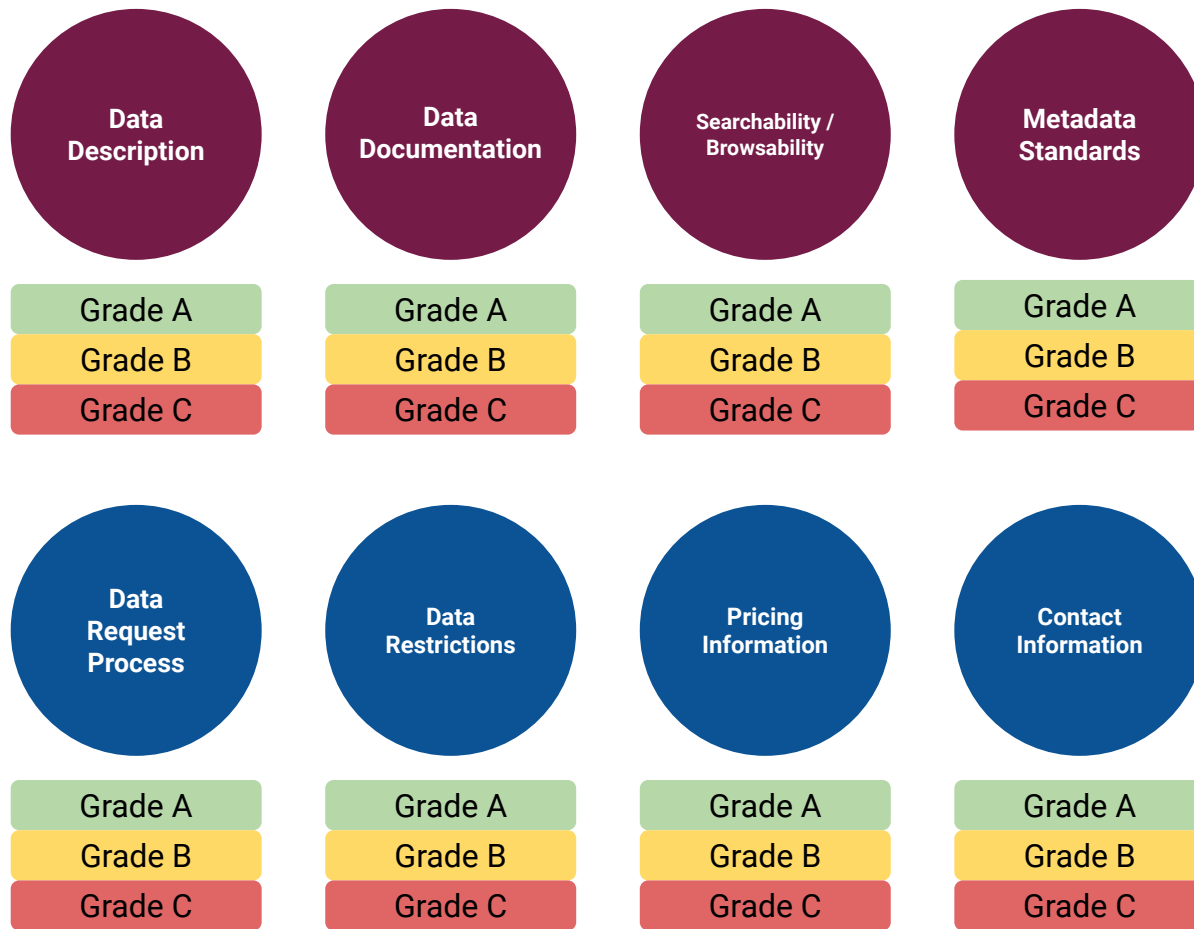 Data
Description
Data
Documentation
Searchability /
Browsability
Metadata
Standards
Grade A
Grade B
Grade C
Grade A
Grade B
Grade C
Grade A
Grade B
Grade C
Grade A
Grade B
Grade C
Data
Request
Process
Data
Restrictions
Pricing
Information
Contact
Information
Grade A
Grade B
Grade C
Grade A
Grade B
Grade C
Grade A
Grade B
Grade C
Grade A
Grade B
Grade C